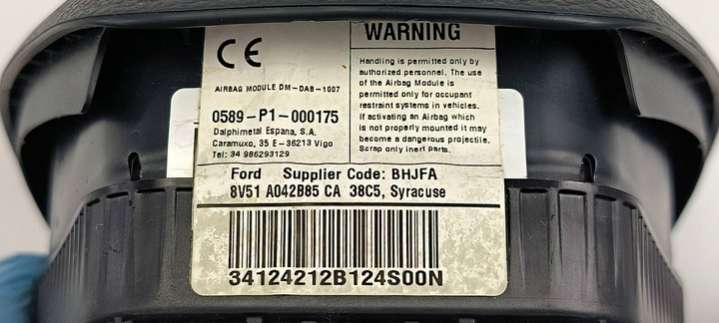 CE
AIRBAG MODULE DM-DAB-1007
0589-P1-000175
Dalphimetal Espana, S.A.
Caramuxo, 35 E-36213 Vigo
Tel: 34 986293129
WARNING
Handling is permitted only by
authorized personnel. The use
of the Airbag Module is
permitted only for occupant
restraint systems in vehicles.
If activating an Airbag which
is not properly mounted it may
become a dangerous projectile.
Scrap only inert parts.
Ford Supplier Code: BHJFA
8V51 A042B85 CA 38C5, Syracuse
34124212B124S00N